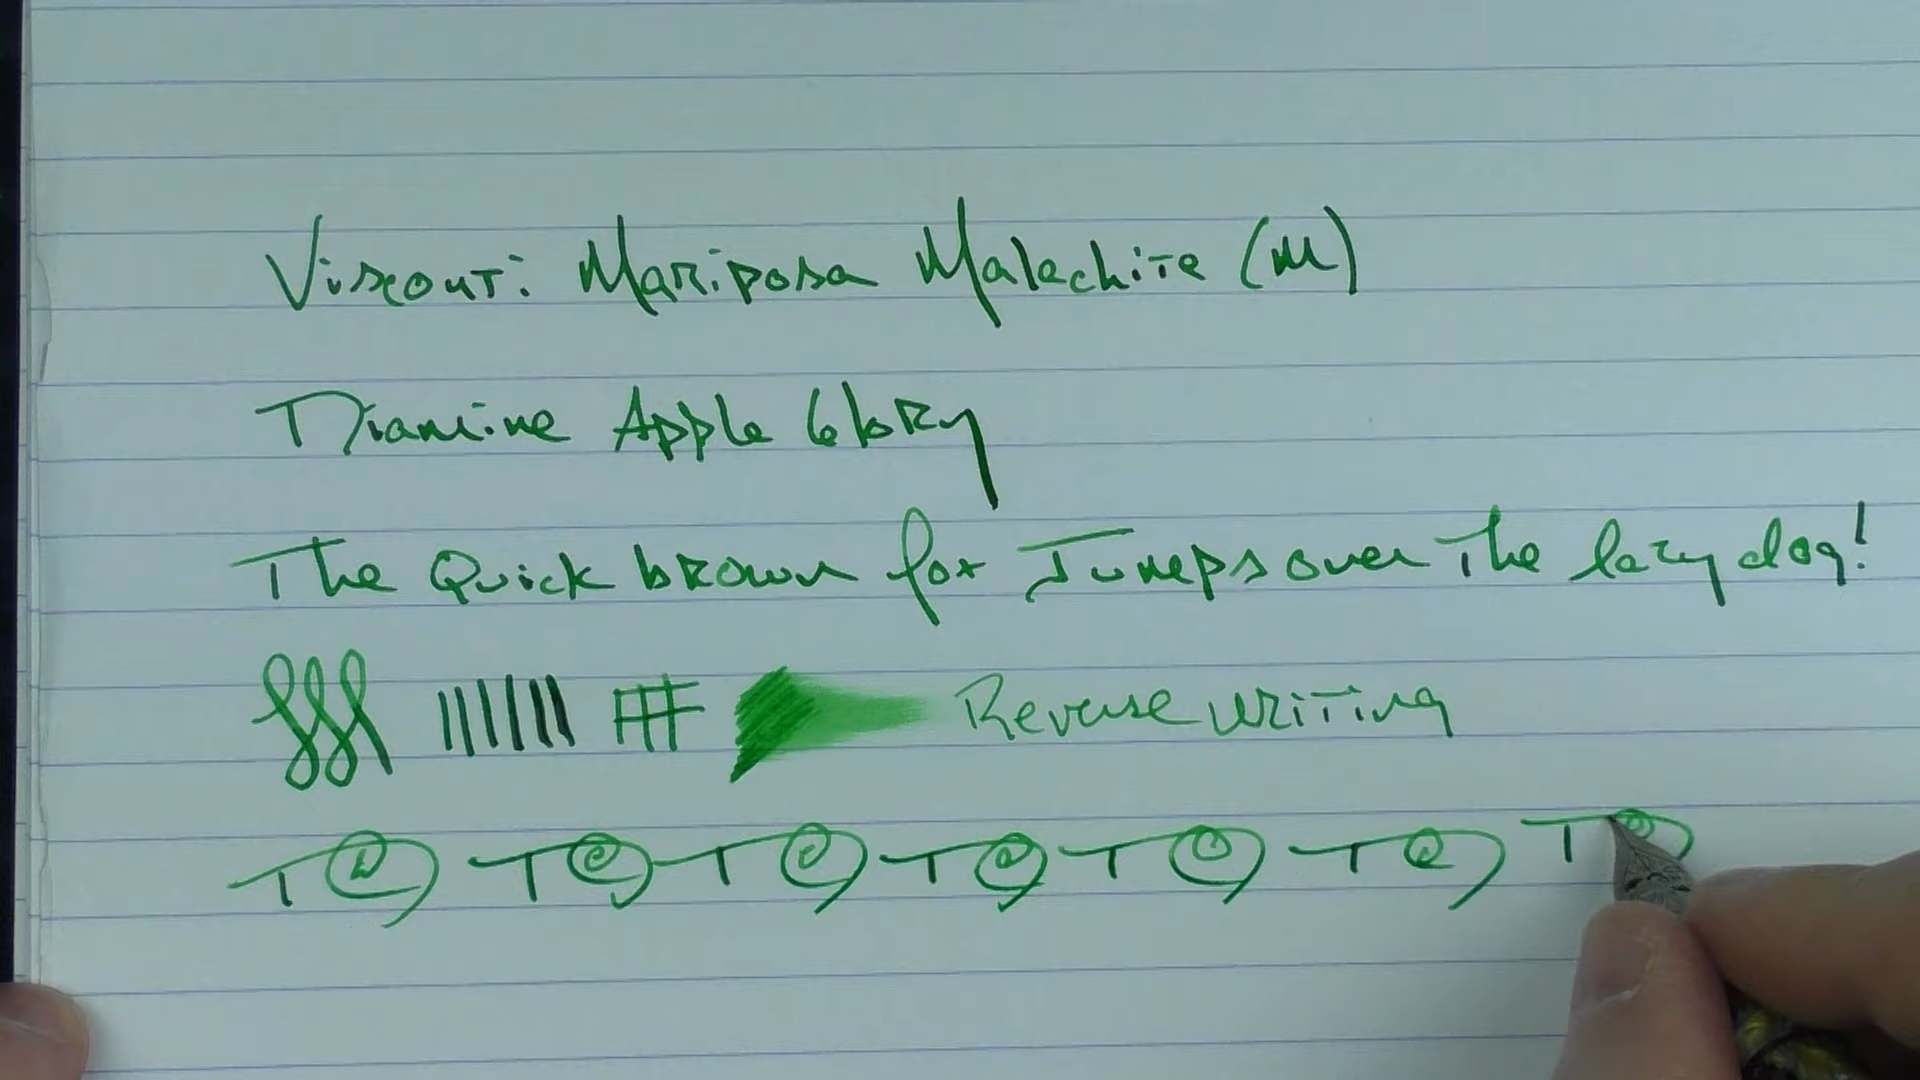 Visconti: Mariposa Malachite (M)
Diamine Apple Glory
The Quick brown fox Jumps over The lazy dog!
Reverse writing